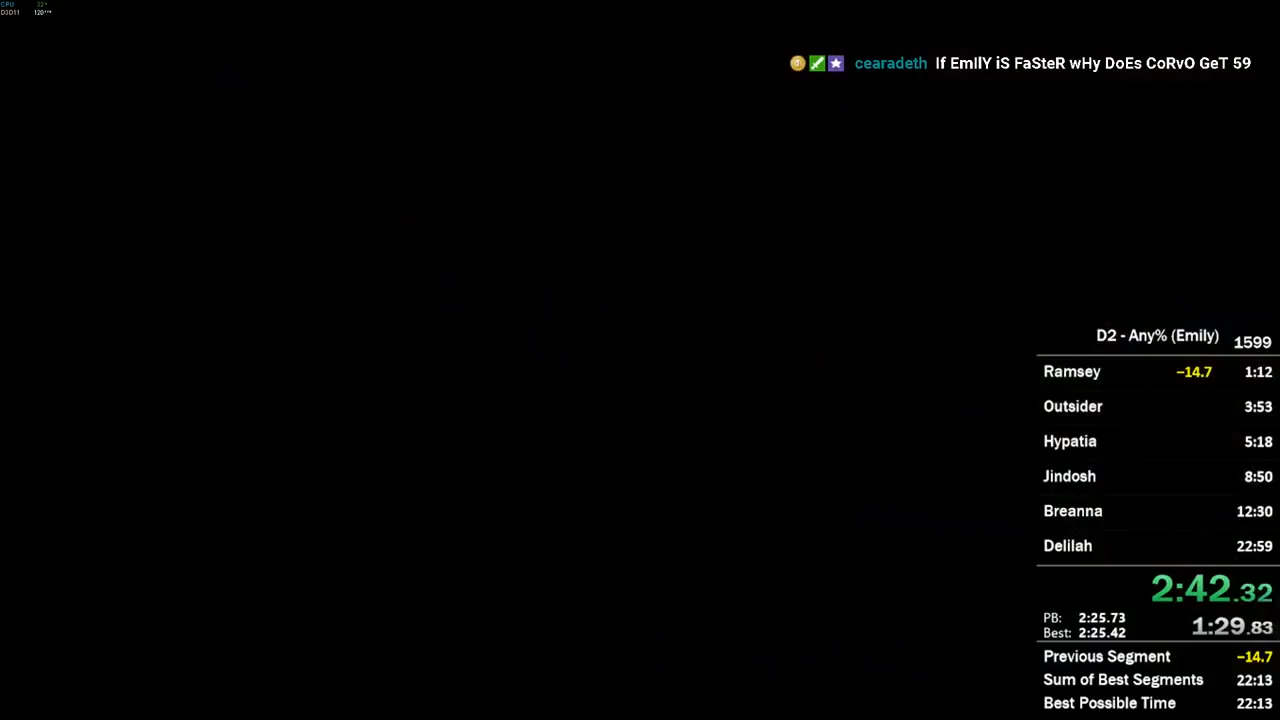 CPU
D3D11
cearadeth If EmIlY iS FaSteR wHy DoEs CoRvO GeT 59
D2 - Any% (Emily) 1599
Ramsey −14.7 1:12
Outsider 3:53
Hypatia 5:18
Jindosh 8:50
Breanna 12:30
Delilah 22:59
2:42.32
PB: 2:25.73
Best: 2:25.42
1:29.83
Previous Segment −14.7
Sum of Best Segments 22:13
Best Possible Time 22:13